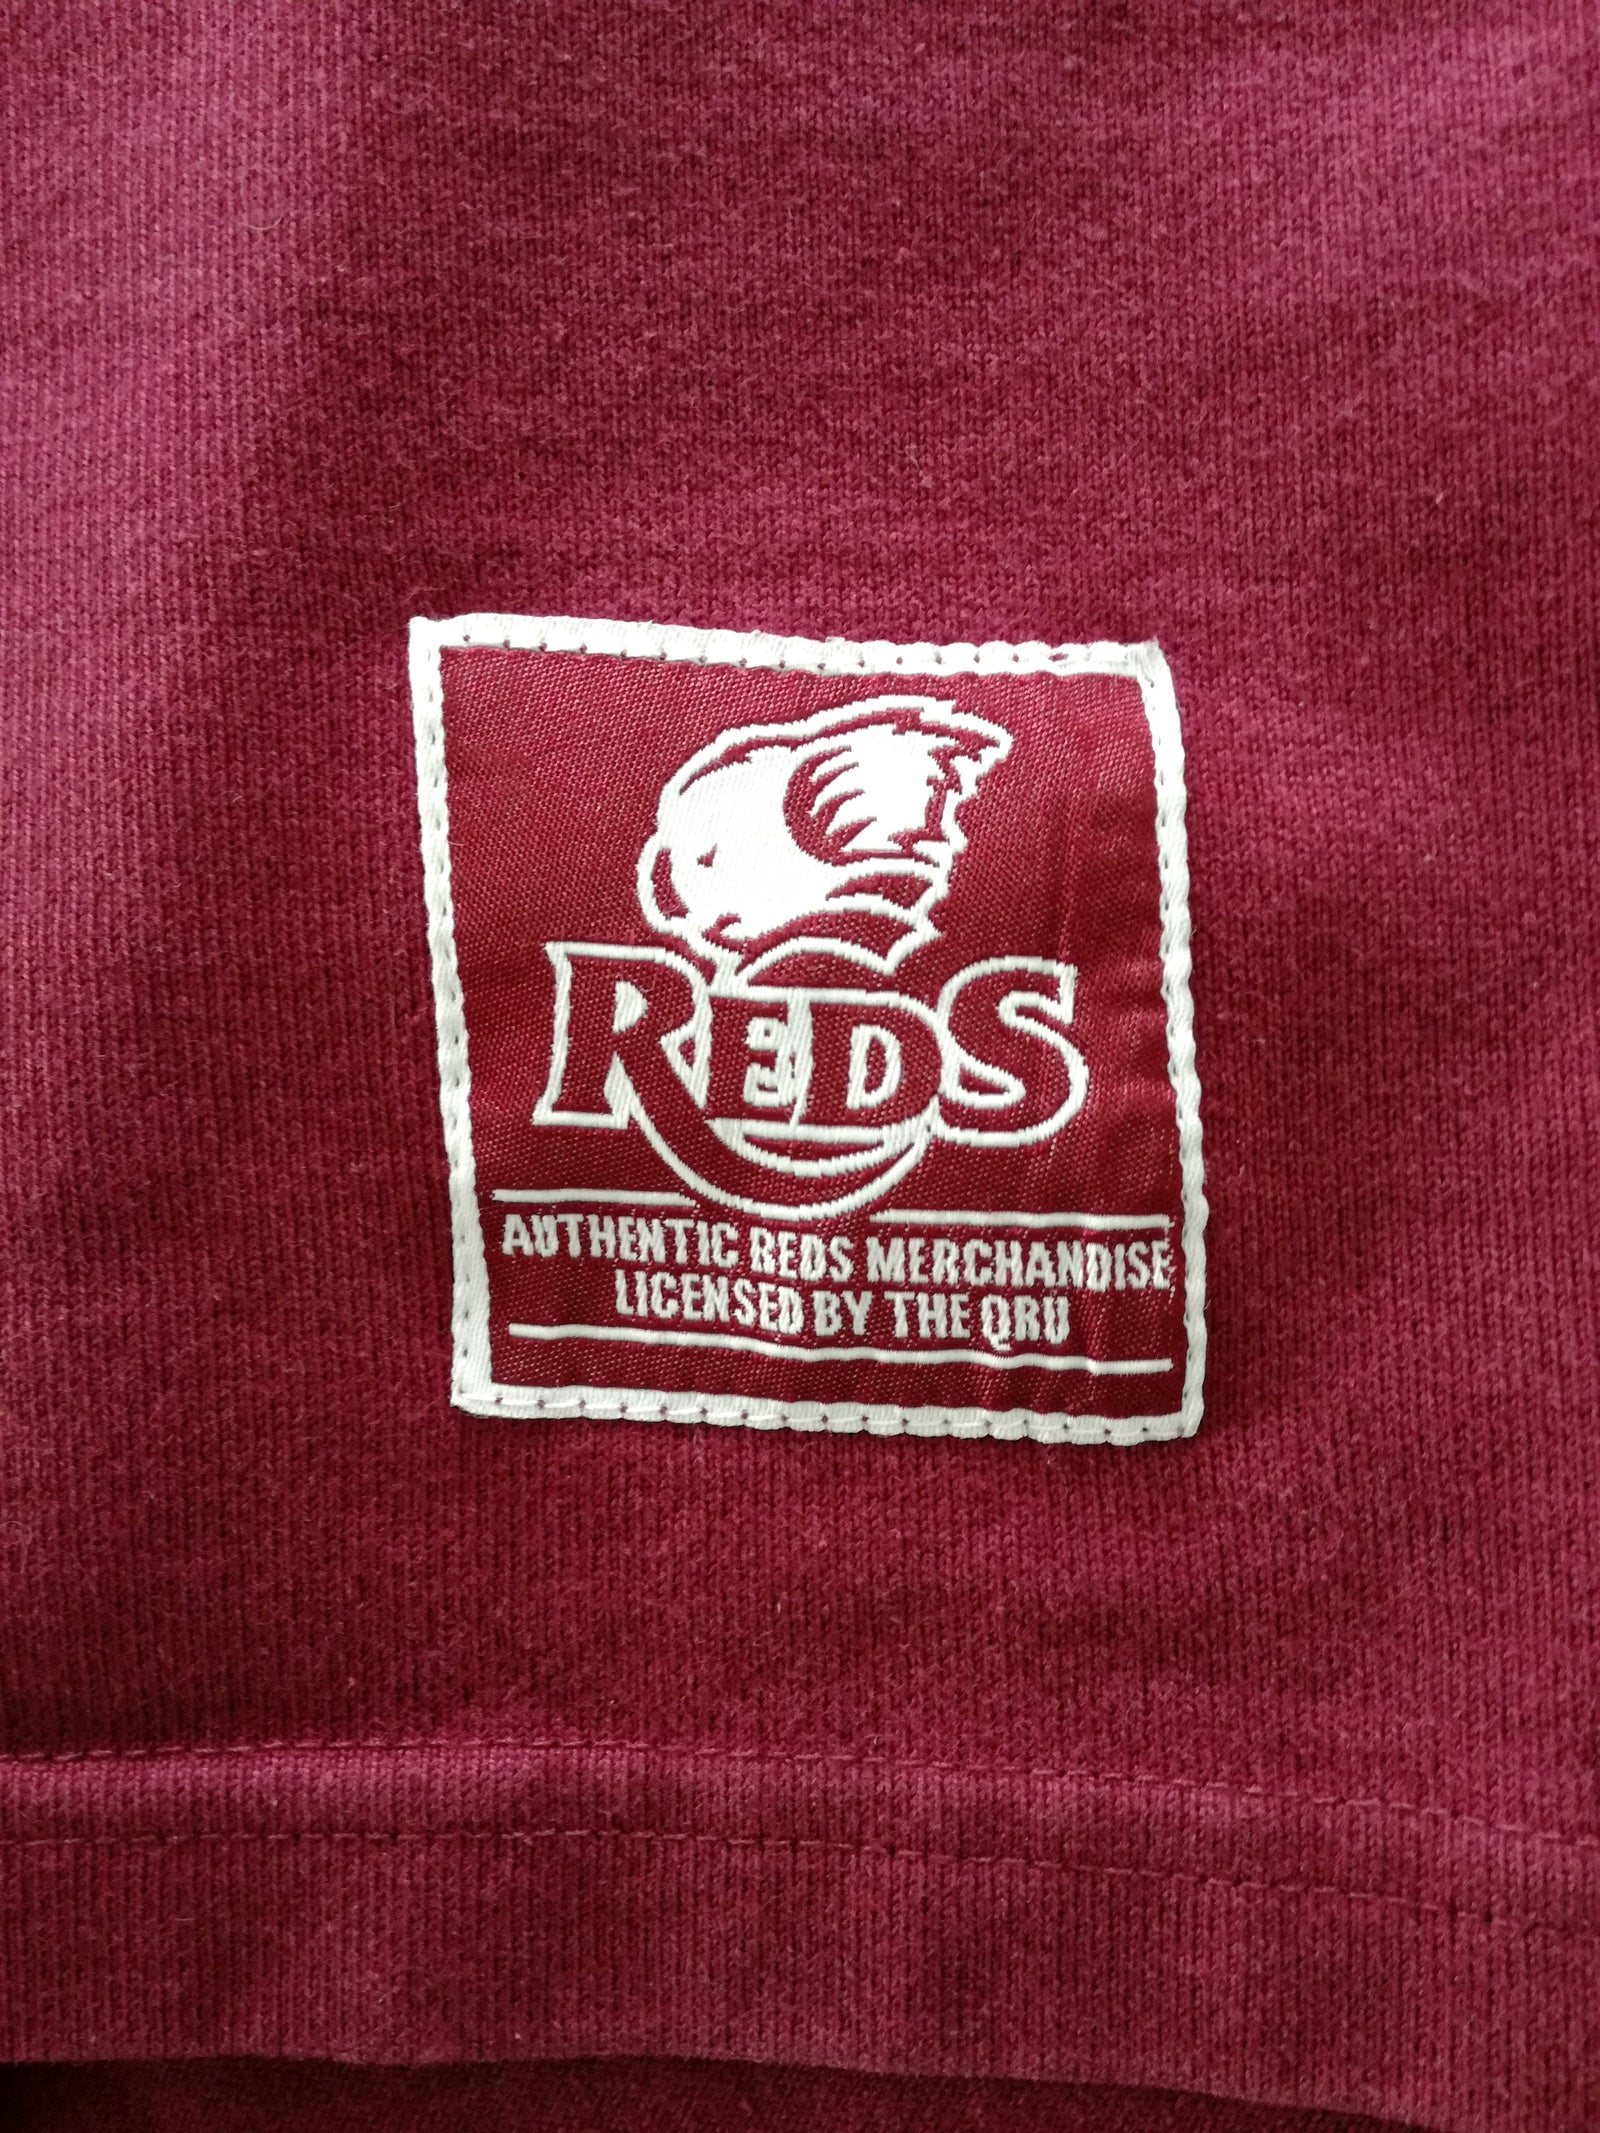 REDS
AUTHENTIC REDS MERCHANDISE
LICENSED BY THE QRU